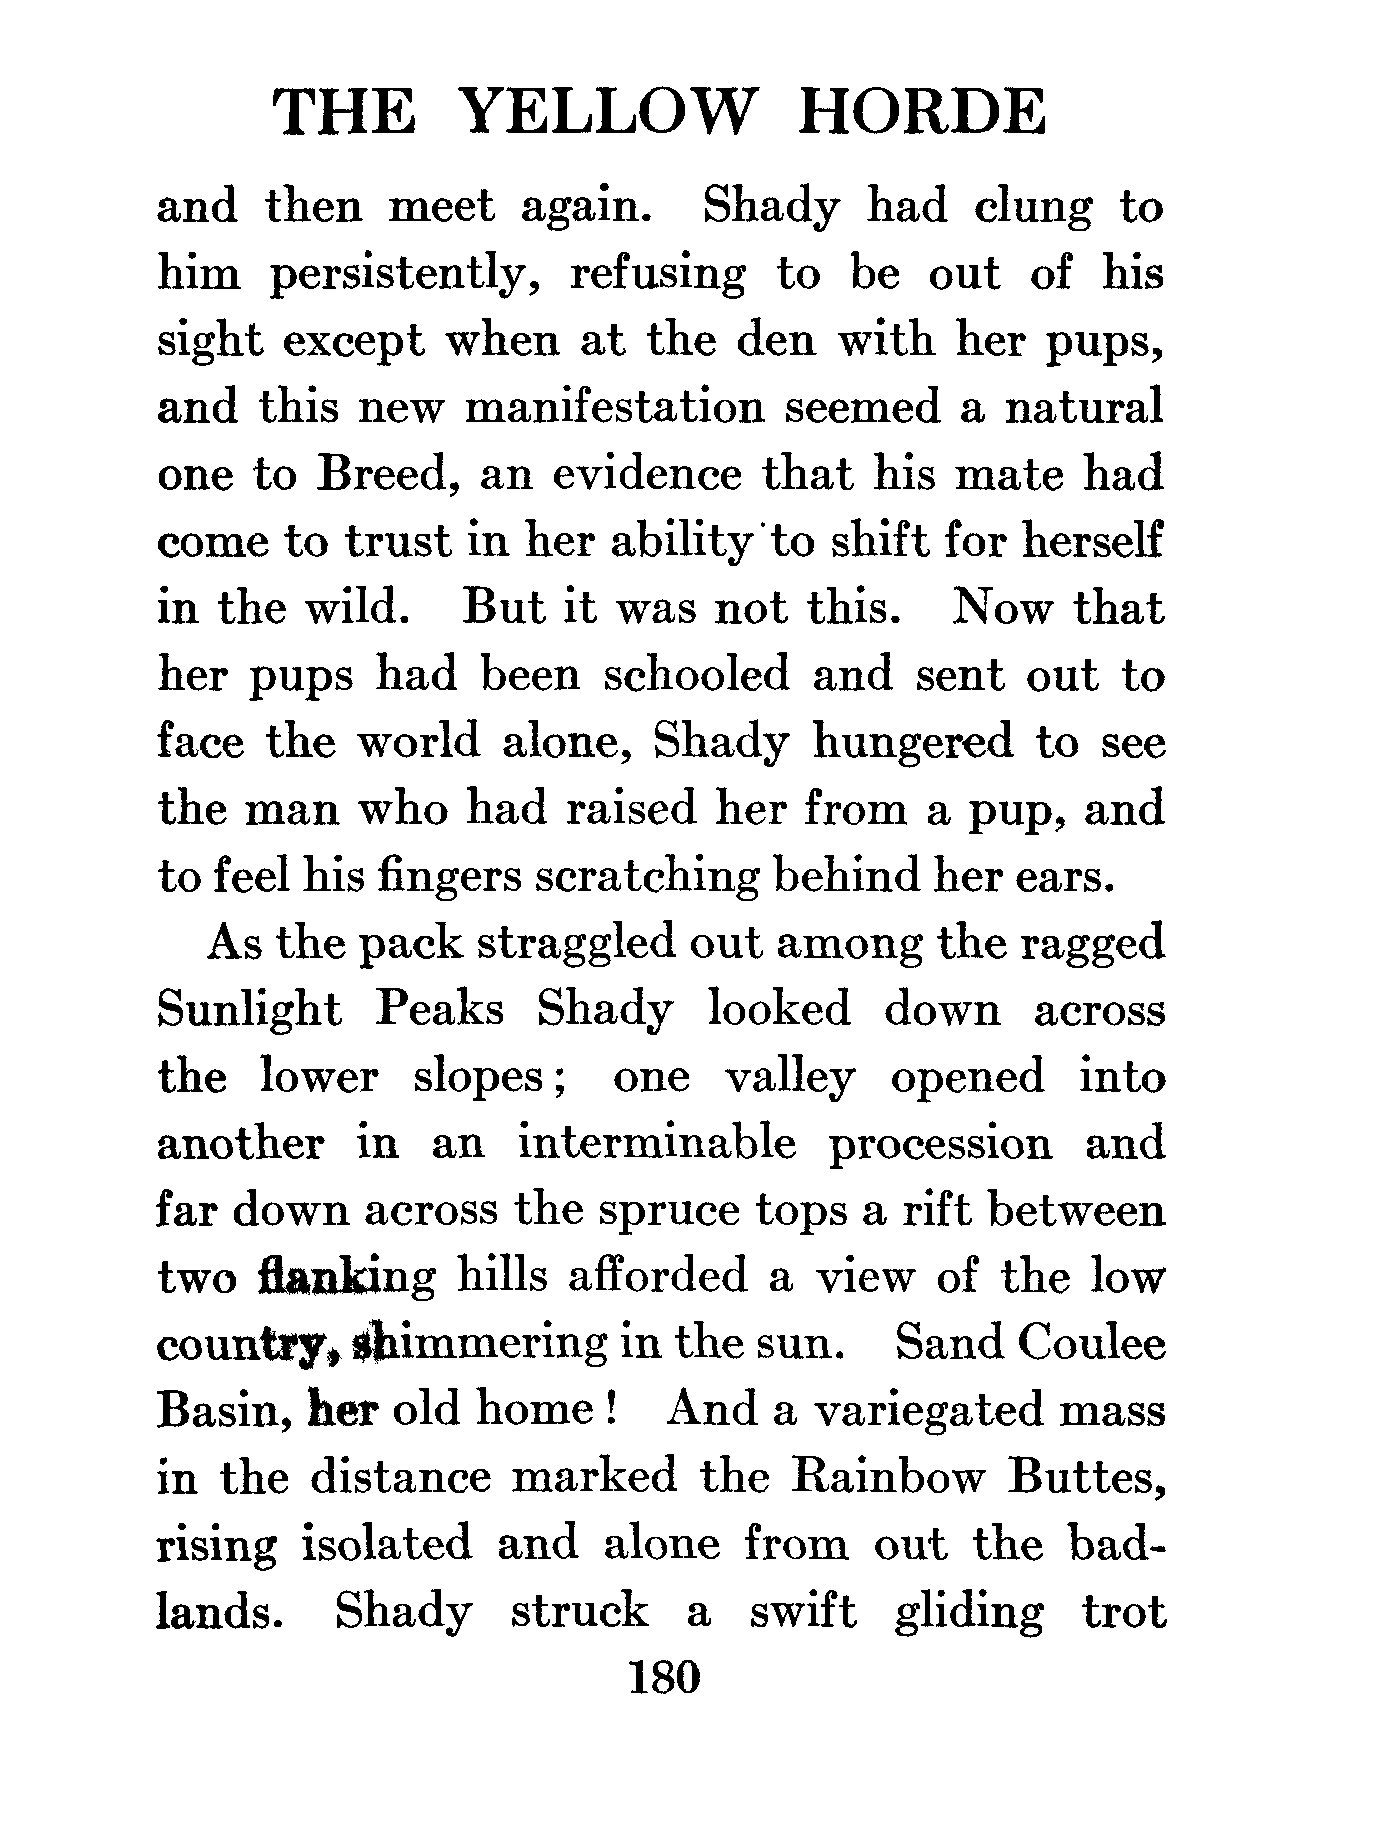 THE YELLOW HORDE
and then meet again. Shady had clung to
him persistently, refusing to be out of his
sight except when at the den with her pups,
and this new manifestation seemed a natural
one to Breed, an evidence that his mate had
come to trust in her ability to shift for herself
in the wild. But it was not this. Now that
her pups had been schooled and sent out to
face the world alone, Shady hungered to see
the man who had raised her from a pup, and
to feel his fingers scratching behind her ears.
As the pack straggled out among the ragged
Sunlight Peaks Shady looked down across
the lower slopes; one valley opened into
another in an interminable procession and
far down across the spruce tops a rift between
two flanking hills afforded a view of the low
country, shimmering in the sun. Sand Coulee
Basin, her old home! And a variegated mass
in the distance marked the Rainbow Buttes,
rising isolated and alone from out the bad-
lands. Shady struck a swift gliding trot
180